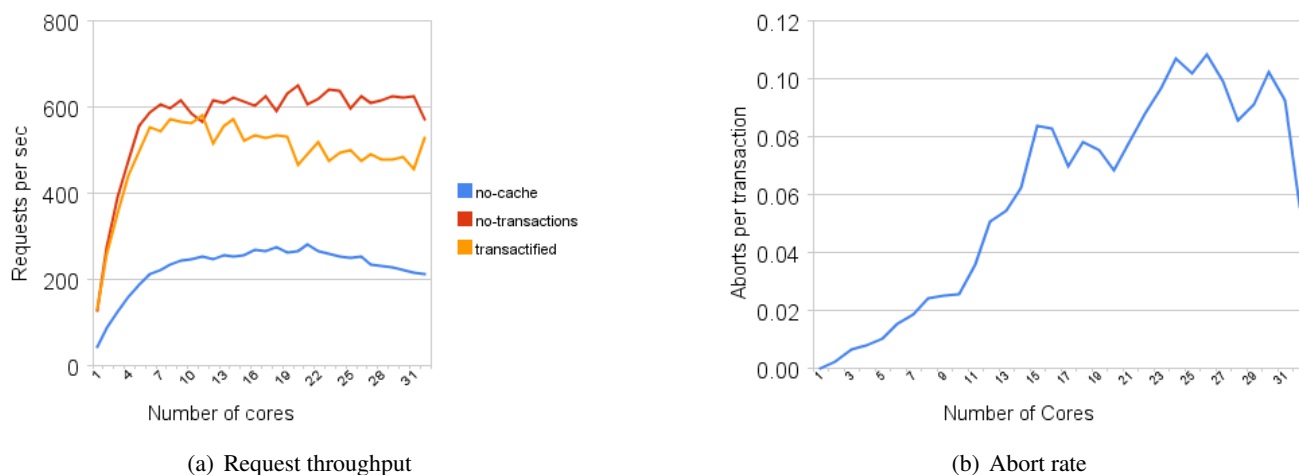 800
600
400
200
0
Requests per sec
1 4 7 10 13 16 19 22 25 28 31
Number of cores
no-cache
no-transactions
transactified
(a) Request throughput
0.12
0.10
0.08
0.06
0.04
0.02
0.00
Aborts per transaction
1 3 5 7 9 11 13 15 17 19 21 23 25 27 29 31
Number of Cores
(b) Abort rate